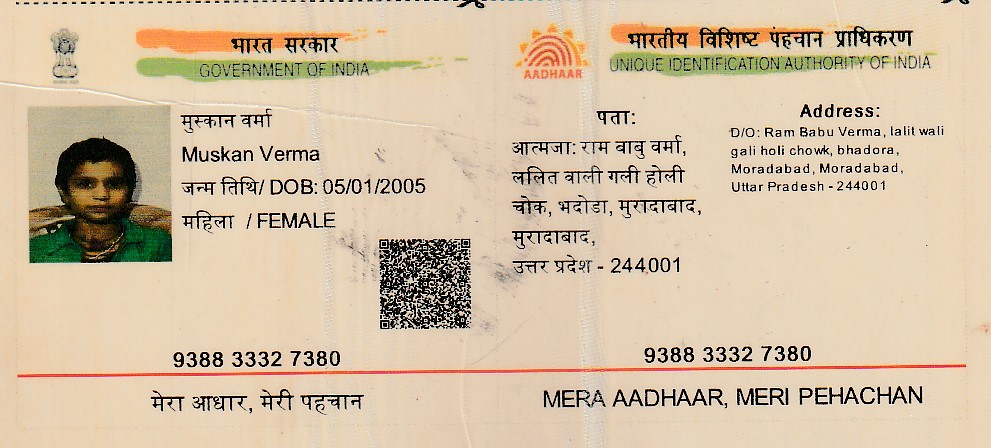 भारत सरकार
GOVERNMENT OF INDIA
मुस्कान वर्मा
Muskan Verma
जन्म तिथि/ DOB: 05/01/2005
महिला / FEMALE
9388 3332 7380
मेरा आधार, मेरी पहचान
AADHAAR
भारतीय विशिष्ट पंहचान प्राधिकरण
UNIQUE IDENTIFICATION AUTHORITY OF INDIA
पता:
आत्मजा: राम बाबु वर्मा,
ललित वाली गली होली
चोक, भदोडा, मुरादाबाद,
मुरादाबाद,
उत्तर प्रदेश - 244001
Address:
D/O: Ram Babu Verma, lalit wali
gali holi chowk, bhadora,
Moradabad, Moradabad,
Uttar Pradesh - 244001
9388 3332 7380
MERA AADHAAR, MERI PEHACHAN